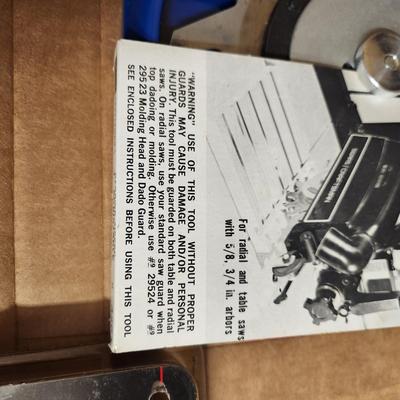 "WARNING" USE OF THIS TOOL WITHOUT PROPER
GUARDS MAY CAUSE DAMAGE AND/OR PERSONAL
INJURY. This tool must be guarded on both table and radial
saws. On radial saws, use your standard saw guard when
top dadoing or molding. Otherwise use #9 29524 or #9
29523 Molding Head and Dado Guard.
SEE ENCLOSED INSTRUCTIONS BEFORE USING THIS TOOL
For radial and table saws
with 5/8, 3/4 in. arbors